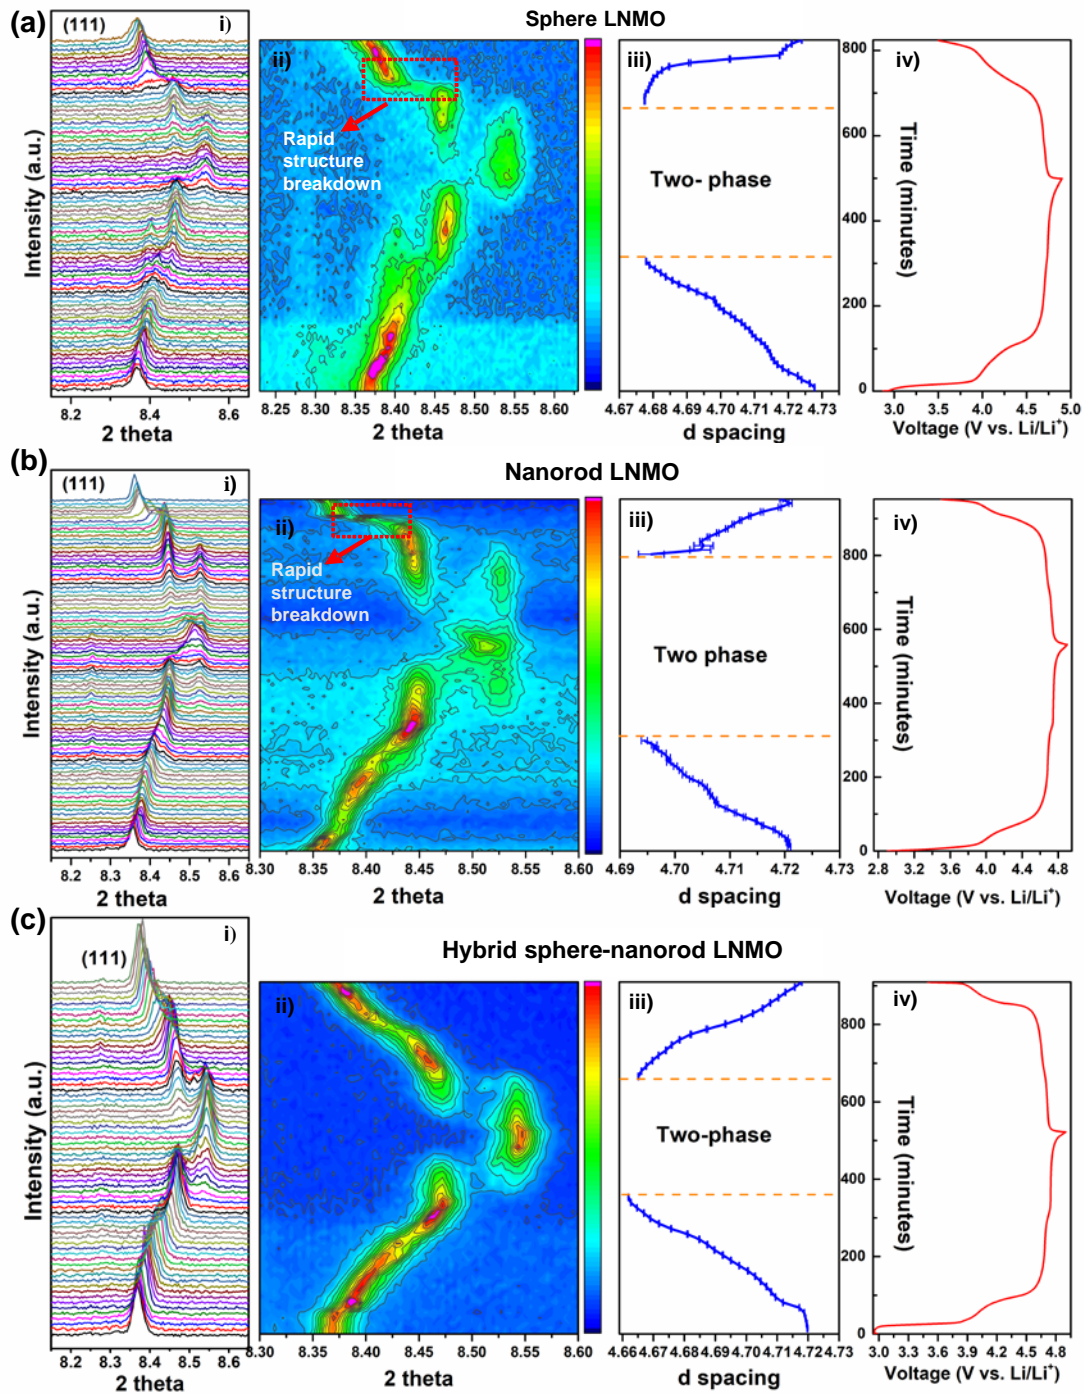 (a)
Sphere LNMO
(111)
i)
ii)
iii)
iv)
Rapid
structure
breakdown
Two- phase
Intensity (a.u.)
Time (minutes)
800
600
400
200
0
8.2 8.4 8.6
8.25 8.30 8.35 8.40 8.45 8.50 8.55 8.60
4.67 4.68 4.69 4.70 4.71 4.72 4.73
3.0 3.5 4.0 4.5 5.0
2 theta
2 theta
d spacing
Voltage (V vs. Li/Li⁺)
(b)
Nanorod LNMO
(111)
i)
ii)
iii)
iv)
Rapid
structure
breakdown
Two phase
Intensity (a.u.)
Time (minutes)
800
600
400
200
0
8.2 8.3 8.4 8.5 8.6
8.35 8.40 8.45 8.50 8.55 8.60
4.69 4.70 4.71 4.72 4.73
2.8 3.2 3.6 4.0 4.4 4.8
2 theta
2 theta
d spacing
Voltage (V vs. Li/Li⁺)
(c)
Hybrid sphere-nanorod LNMO
(111)
i)
ii)
iii)
iv)
Two-phase
Intensity (a.u.)
Time (minutes)
800
600
400
200
0
8.2 8.4 8.6
8.30 8.35 8.40 8.45 8.50 8.55 8.60
4.66 4.67 4.68 4.69 4.70 4.71 4.72 4.73
3.0 3.3 3.6 3.9 4.2 4.5 4.8
2 theta
2 theta
d spacing
Voltage (V vs. Li/Li⁺)